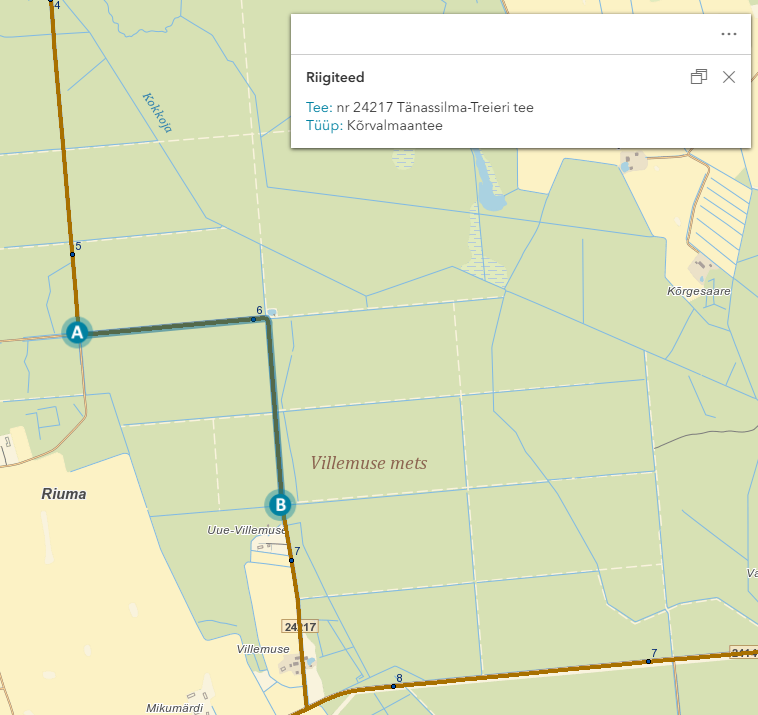 4
...
Riigiteed
Tee: nr 24217 Tänassilma-Treieri tee
Tüüp: Kõrvalmaantee
Kokkoja
5
Kõrgesaare
6
A
Villemuse mets
Riuma
B
Uue-Villemuse
7
24217
Villemuse
7
8
Mikumärdi